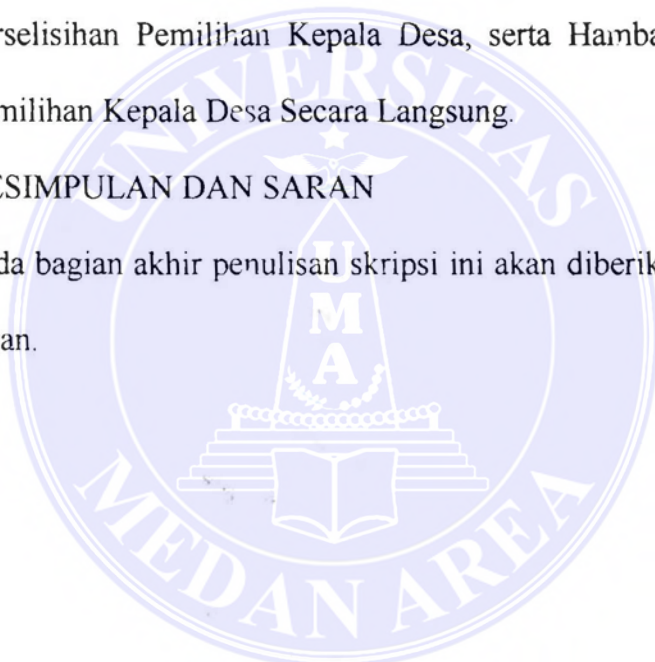 rselisihan Pemilihan Kepala Desa, serta Hamba
milihan Kepala Desa Secara Langsung.
ESIMPULAN DAN SARAN
da bagian akhir penulisan skripsi ini akan diberik
an.
UNIVERSITAS
U
M
A
MEDAN AREA